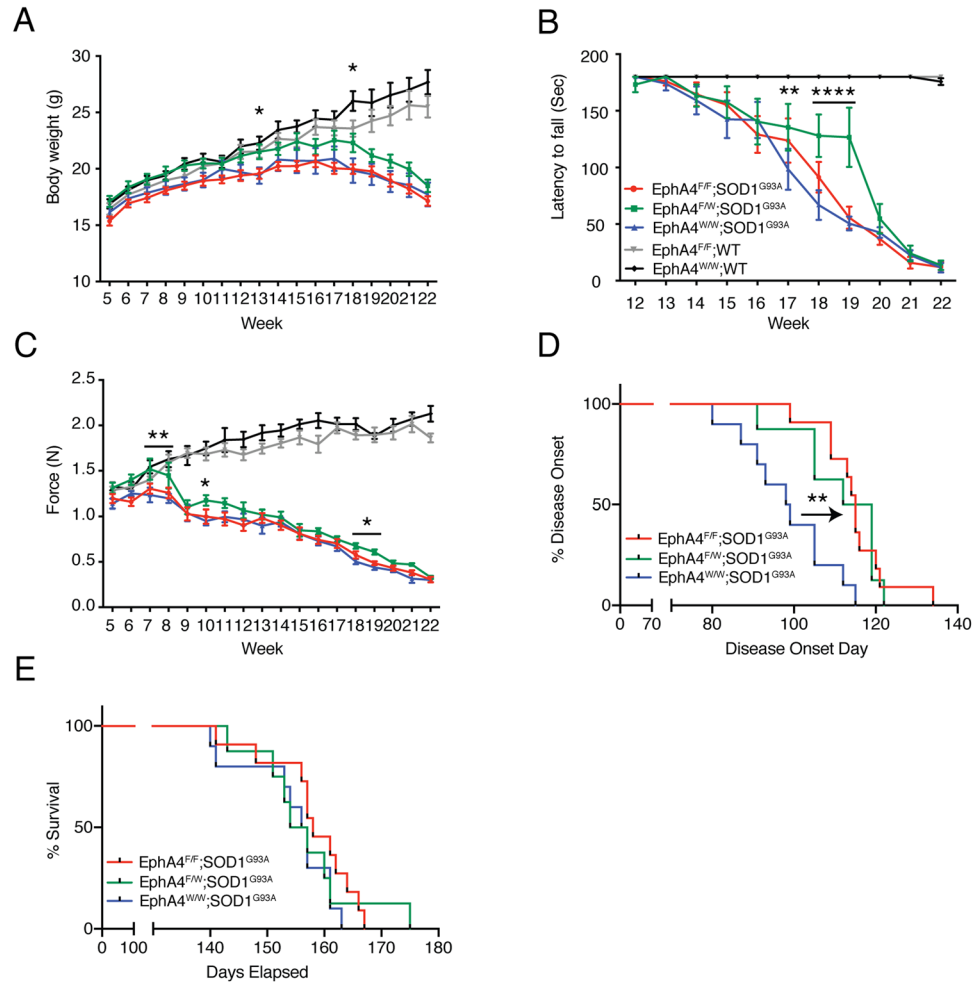 A
Body weight (g)
30
25
20
15
10
*
*
5 6 7 8 9 10 11 12 13 14 15 16 17 18 19 20 21 22
Week
B
Latency to fall (Sec)
200
150
100
50
0
**
****
EphA4F/F;SOD1G93A
EphA4F/W;SOD1G93A
EphA4W/W;SOD1G93A
EphA4F/F;WT
EphA4W/W;WT
12 13 14 15 16 17 18 19 20 21 22
Week
C
Force (N)
2.5
2.0
1.5
1.0
0.5
0.0
**
*
*
5 6 7 8 9 10 11 12 13 14 15 16 17 18 19 20 21 22
Week
D
% Disease Onset
100
50
0
**
EphA4F/F;SOD1G93A
EphA4F/W;SOD1G93A
EphA4W/W;SOD1G93A
0 70 80 100 120 140
Disease Onset Day
E
% Survival
100
50
0
EphA4F/F;SOD1G93A
EphA4F/W;SOD1G93A
EphA4W/W;SOD1G93A
0 100 140 150 160 170 180
Days Elapsed